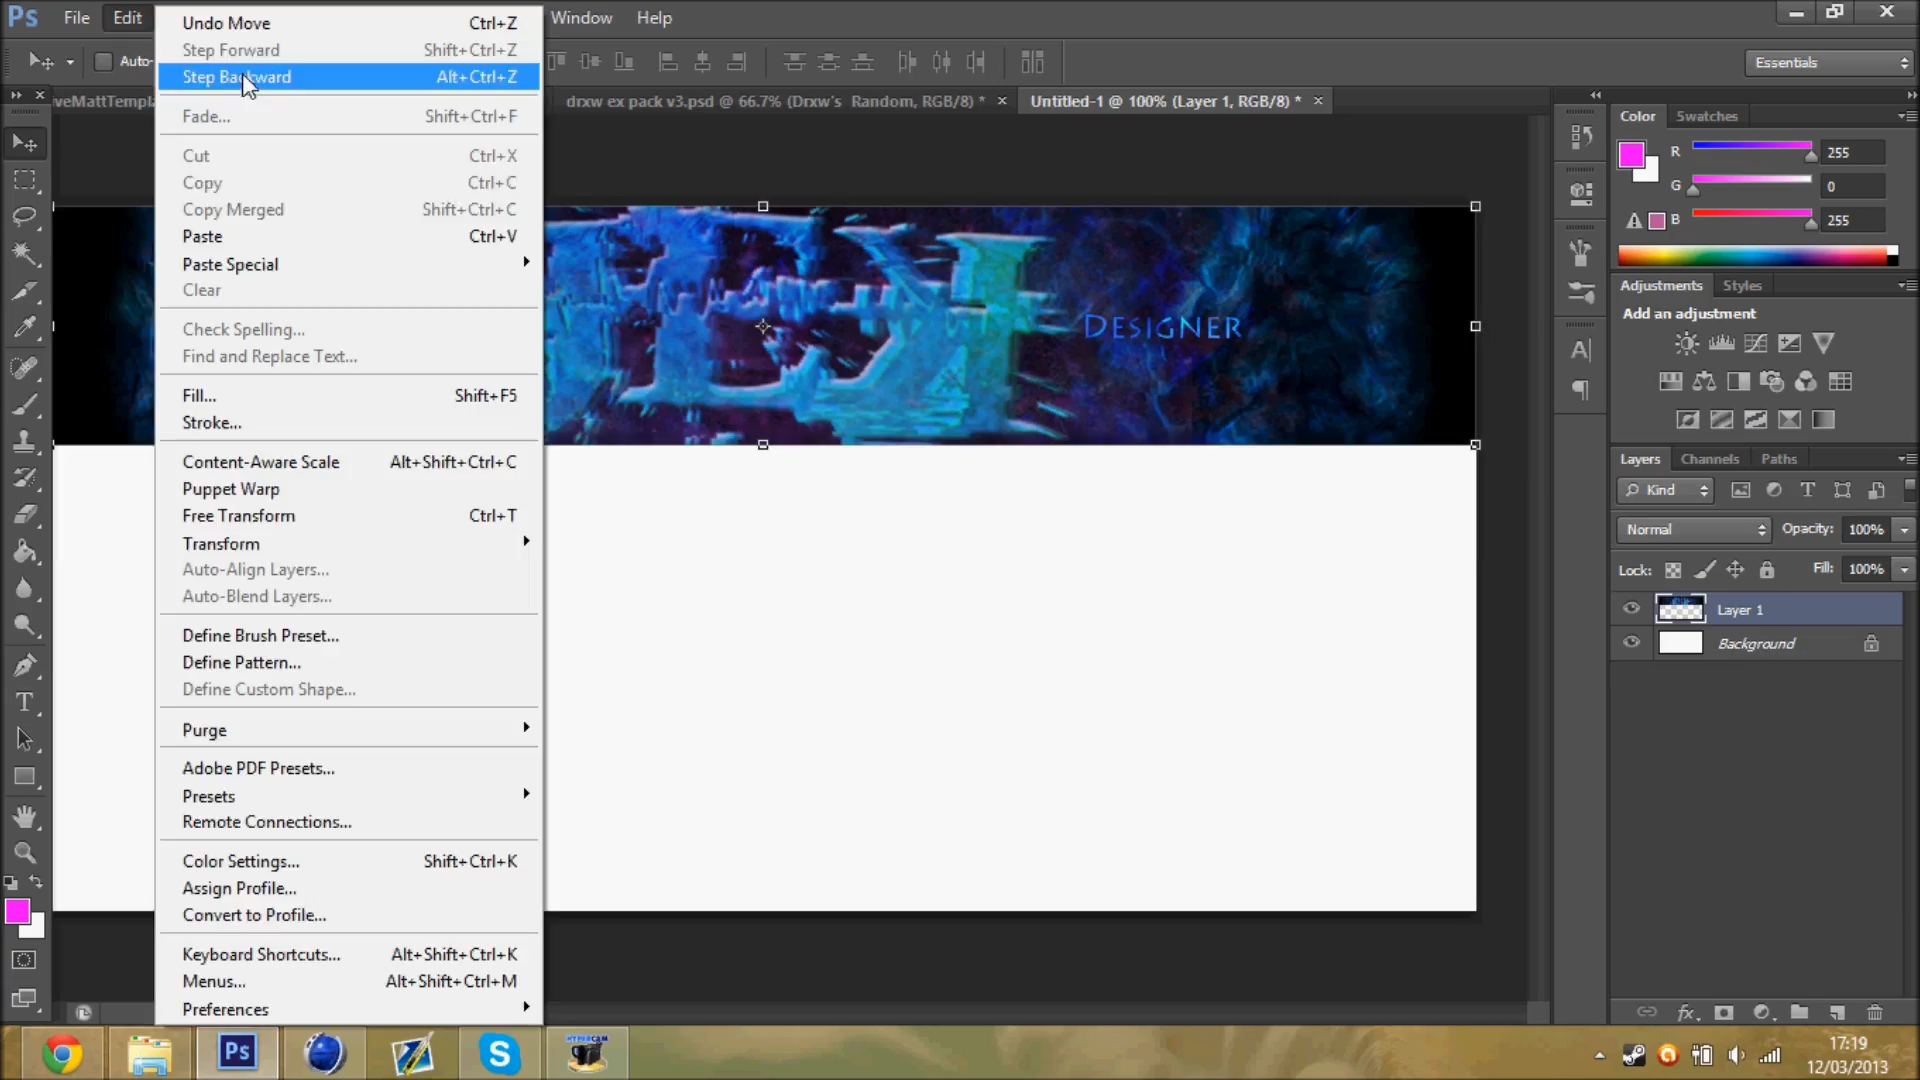 Ps File Edit Window Help
Undo Move Ctrl+Z
Step Forward Shift+Ctrl+Z
Step Backward Alt+Ctrl+Z
Fade... Shift+Ctrl+F
Cut Ctrl+X
Copy Ctrl+C
Copy Merged Shift+Ctrl+C
Paste Ctrl+V
Paste Special
Clear
Check Spelling...
Find and Replace Text...
Fill... Shift+F5
Stroke...
Content-Aware Scale Alt+Shift+Ctrl+C
Puppet Warp
Free Transform Ctrl+T
Transform
Auto-Align Layers...
Auto-Blend Layers...
Define Brush Preset...
Define Pattern...
Define Custom Shape...
Purge
Adobe PDF Presets...
Presets
Remote Connections...
Color Settings... Shift+Ctrl+K
Assign Profile...
Convert to Profile...
Keyboard Shortcuts... Alt+Shift+Ctrl+K
Menus... Alt+Shift+Ctrl+M
Preferences
Auto-
Essentials
veMattTempla
drxw ex pack v3.psd @ 66.7% (Drxw's Random, RGB/8) *
Untitled-1 @ 100% (Layer 1, RGB/8) *
Designer
Color Swatches
R 255
G 0
B 255
Adjustments Styles
Add an adjustment
Layers Channels Paths
Kind
Normal Opacity: 100%
Lock: Fill: 100%
Layer 1
Background
Ps
HYPERCAM
17:19
12/03/2013